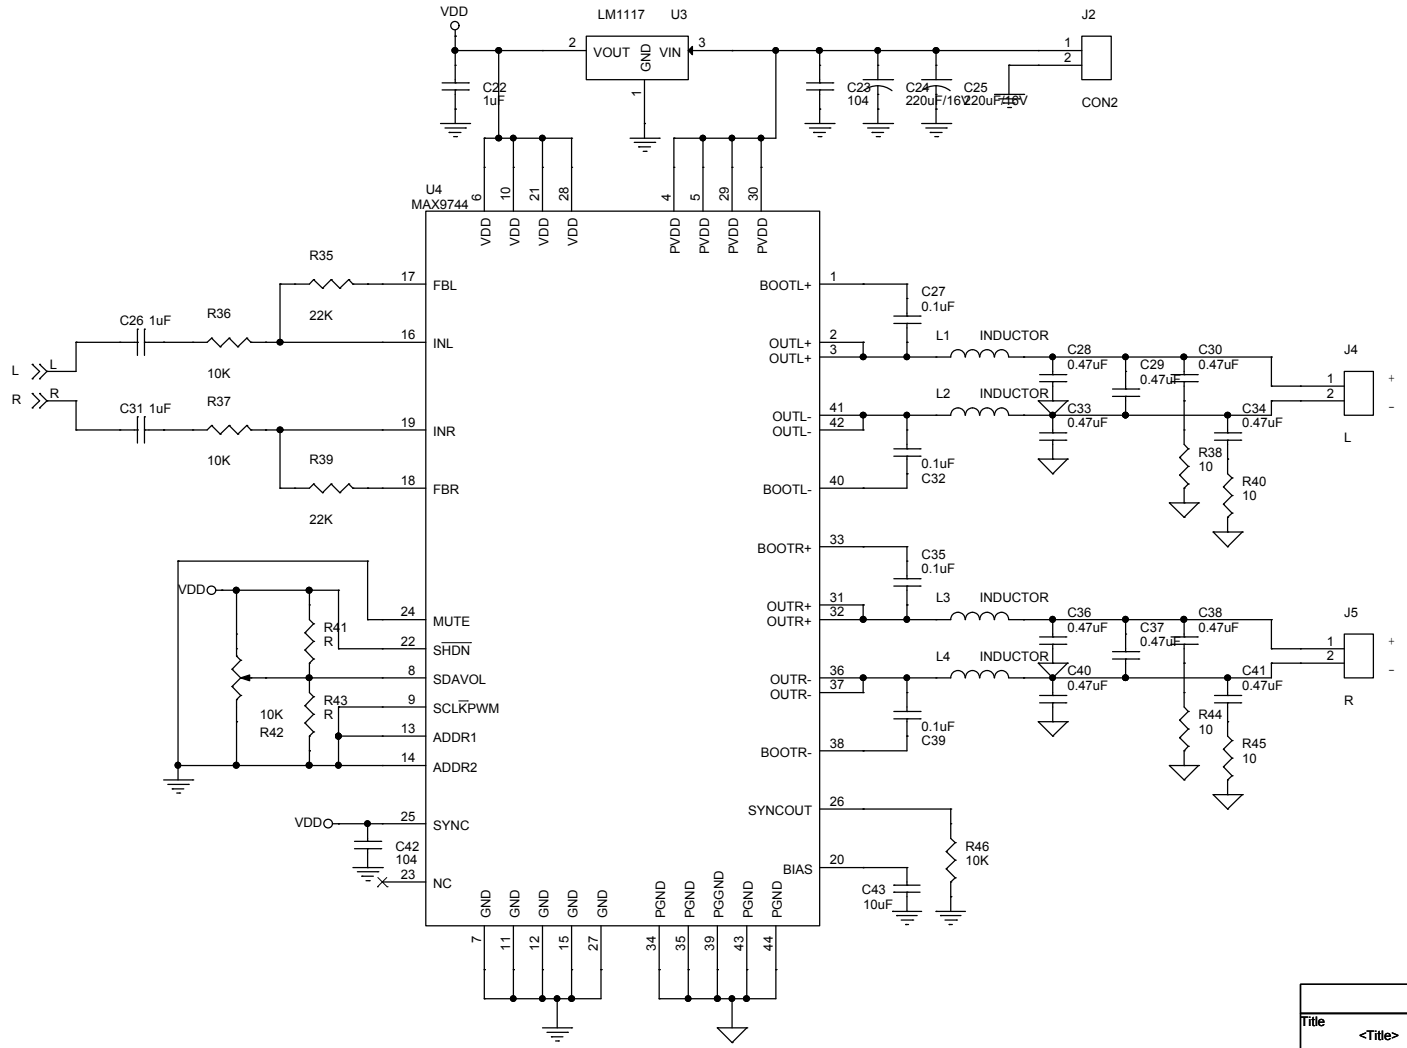 VDD
LM1117 U3
J2
2 VOUT GND VIN 3
1
1
2
CON2
C22
1uF
C23
104
C24
220uF/16V
C25
220uF/16V
U4
MAX9744
6 10 21 28
VDD VDD VDD VDD
4 5 29 30
PVDD PVDD PVDD PVDD
R35
22K
17 FBL
C26 1uF
R36
10K
16 INL
L L
R R
C31 1uF
R37
10K
19 INR
R39
22K
18 FBR
VDD
24 MUTE
R41
R
22 SHDN
8 SDAVOL
R43
R
10K
R42
9 SCLKPWM
13 ADDR1
14 ADDR2
VDD
25 SYNC
C42
104
23 NC
BOOTL+ 1
C27
0.1uF
OUTL+ 2
OUTL+ 3
L1 INDUCTOR
C28
0.47uF
C29
0.47uF
C30
0.47uF
J4
1 +
2 -
L
L2 INDUCTOR
OUTL- 41
OUTL- 42
C33
0.47uF
C34
0.47uF
0.1uF
C32
R38
10
R40
10
BOOTL- 40
BOOTR+ 33
C35
0.1uF
OUTR+ 31
OUTR+ 32
L3 INDUCTOR
C36
0.47uF
C37
0.47uF
C38
0.47uF
J5
1 +
2 -
R
L4 INDUCTOR
OUTR- 36
OUTR- 37
C40
0.47uF
C41
0.47uF
0.1uF
C39
R44
10
R45
10
BOOTR- 38
SYNCOUT 26
R46
10K
BIAS 20
C43
10uF
GND GND GND GND GND
7 11 12 15 27
PGND PGND PGGND PGND PGND
34 35 39 43 44
Title
<Title>